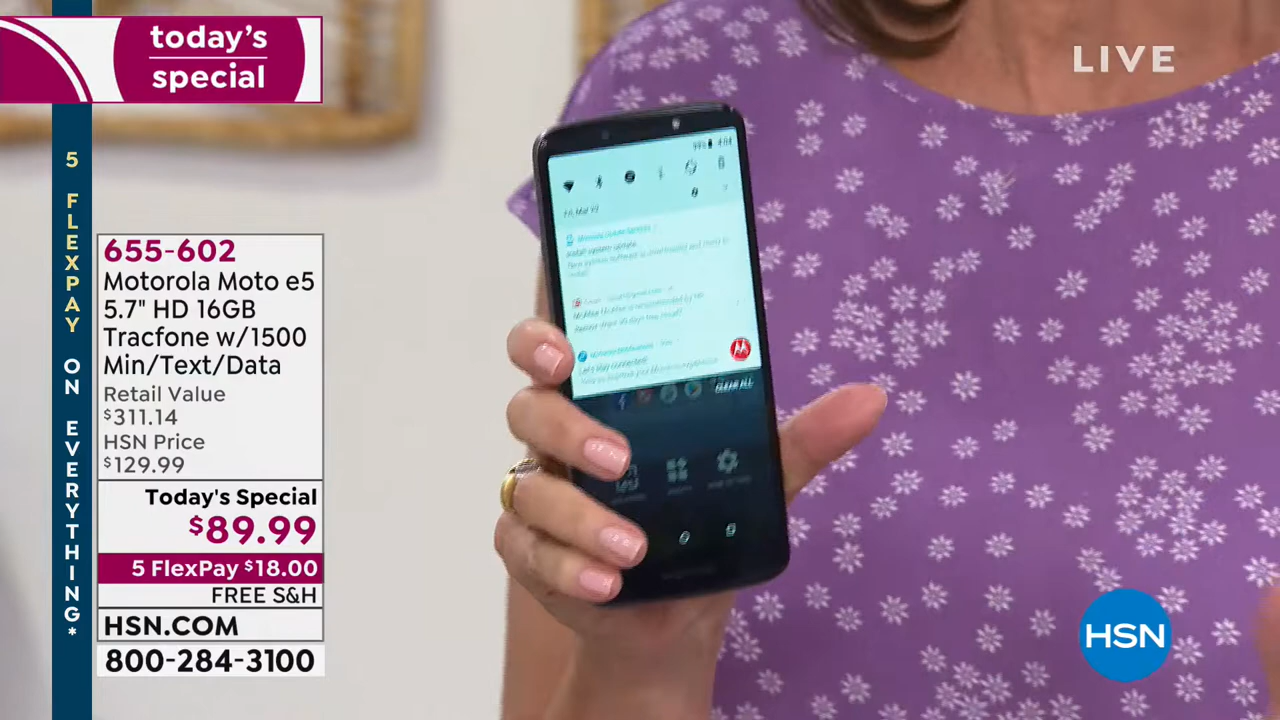 today's
special
LIVE
5 FLEXPAY ON EVERYTHING*
655-602
Motorola Moto e5
5.7" HD 16GB
Tracfone w/1500
Min/Text/Data
Retail Value
$311.14
HSN Price
$129.99
Today's Special
$89.99
5 FlexPay $18.00
FREE S&H
HSN.COM
800-284-3100
CLEAR ALL
HSN